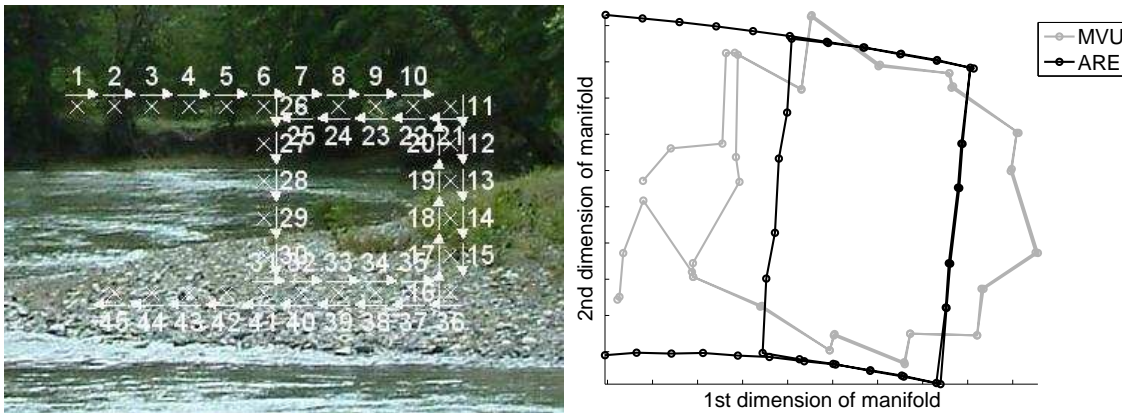 1 2 3 4 5 6 7 8 9 10
26 11
25 24 23 22 21
27 20 12
28 19 13
29 18 14
30 17 15
31 32 33 34 35
16
45 44 43 42 41 40 39 38 37 36
MVU
ARE
2nd dimension of manifold
1st dimension of manifold